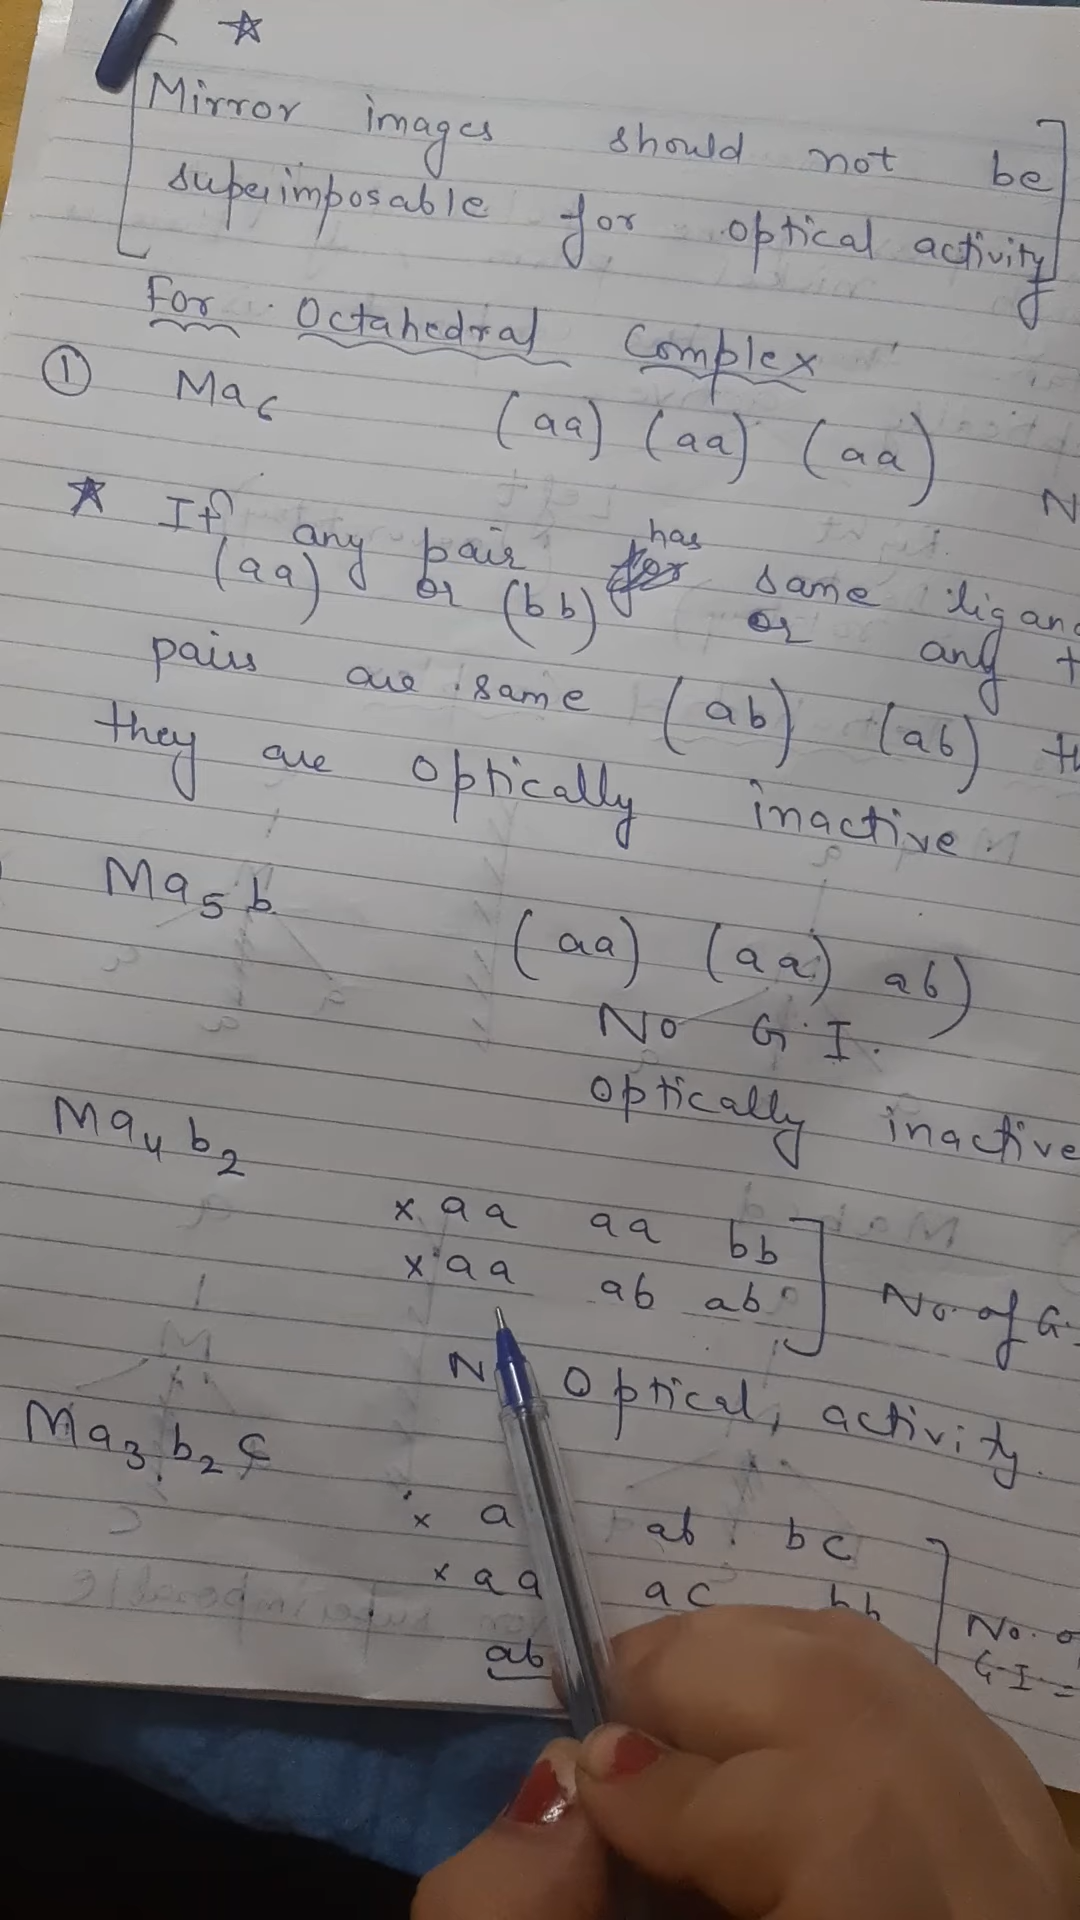 Mirror images should not be
superimposable for optical activity
For Octahedral Complex
① Ma6 (aa) (aa) (aa)
If any pair has same
(aa) or (bb) or any
pairs are same (ab) (ab)
they are optically inactive.
Ma5b (aa) (aa) ab)
No G.I.
optically inactive
Ma4b2
x aa aa bb
x aa ab ab No. of G.
Optical activity.
Ma3b2c
x a ab bc
x aa ac bb No.
ab GI =